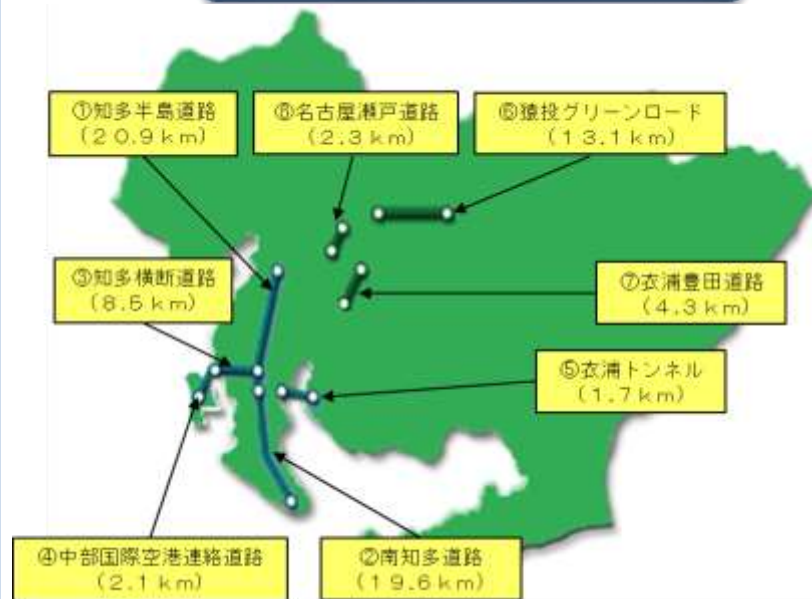 ①知多半島道路
(20.9km)
⑧名古屋瀬戸道路
(2.3km)
⑥猿投グリーンロード
(13.1km)
③知多横断道路
(8.5km)
⑦衣浦豊田道路
(4.3km)
⑤衣浦トンネル
(1.7km)
④中部国際空港連絡道路
(2.1km)
②南知多道路
(19.6km)